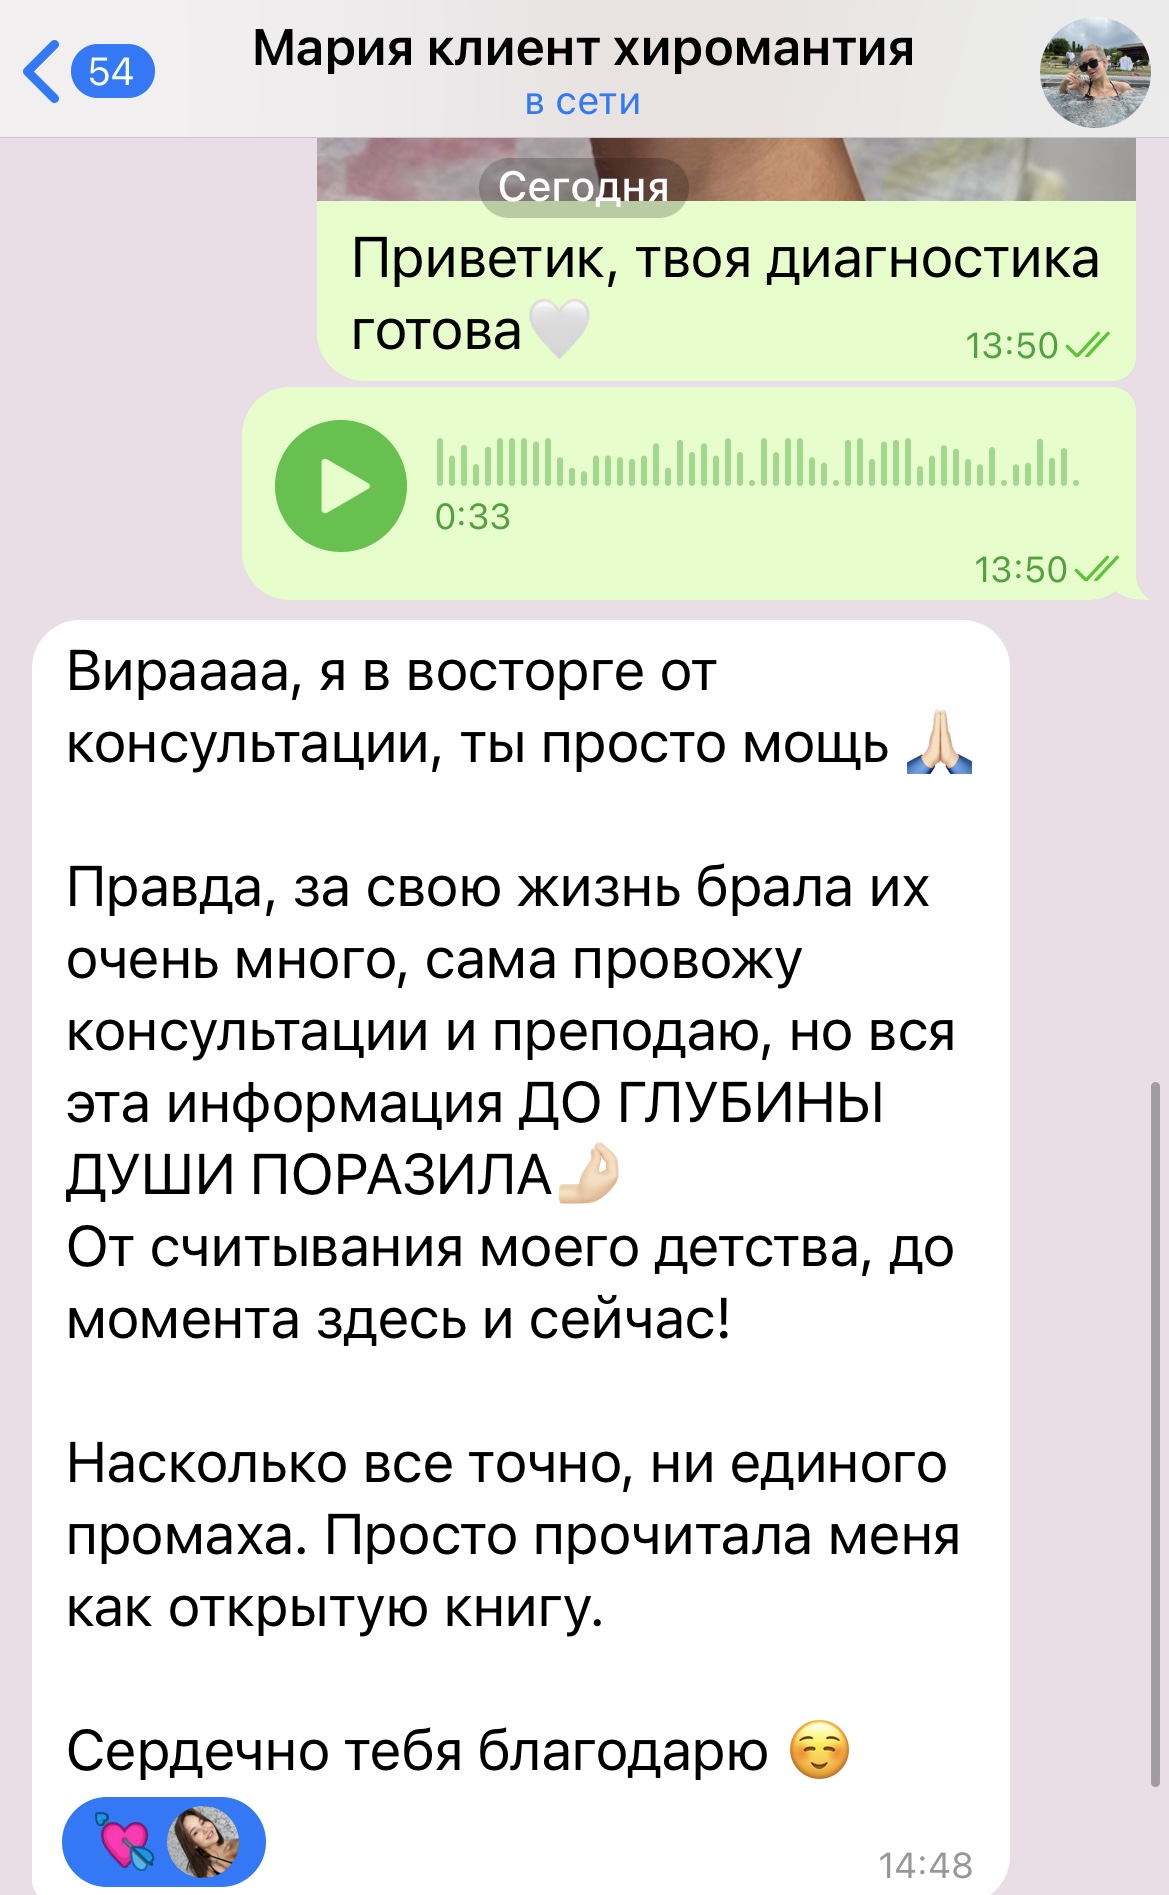 54
Мария клиент хиромантия
в сети
Сегодня
Приветик, твоя диагностика
готова🤍
13:50
0:33
13:50
Вираааа, я в восторге от
консультации, ты просто мощь 🙏🏻
Правда, за свою жизнь брала их
очень много, сама провожу
консультации и преподаю, но вся
эта информация ДО ГЛУБИНЫ
ДУШИ ПОРАЗИЛА🤌🏻
От считывания моего детства, до
момента здесь и сейчас!
Насколько все точно, ни единого
промаха. Просто прочитала меня
как открытую книгу.
Сердечно тебя благодарю ☺️
💘
14:48